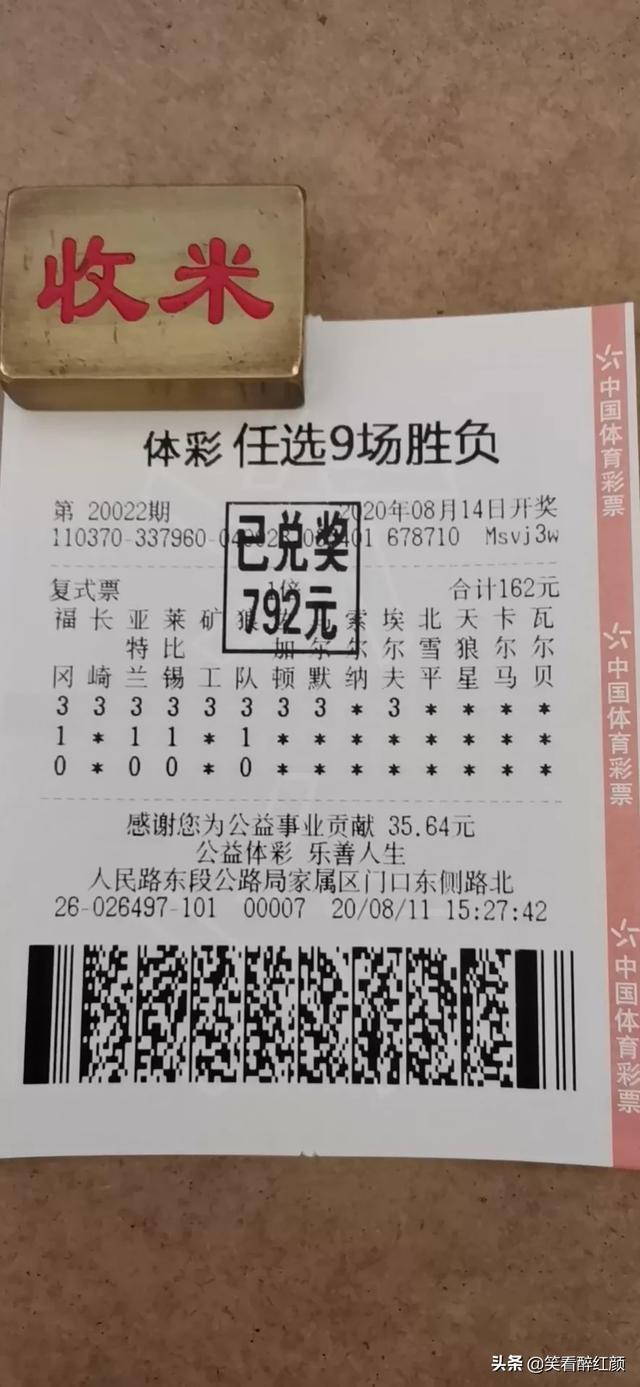 收米
体彩 任选9场胜负
第 20022期 2020年08月14日开奖
110370-337960- 401 678710 Msvj3w
已兑奖
792元
复式票 1倍 合计162元
福 长 亚 莱 矿 狼 索 埃 北 天 卡 瓦
特 比 加 尔 尔 尔 雪 狼 尔 尔
冈 崎 兰 锡 工 队 顿 默 纳 夫 平 星 马 贝
3 3 3 3 3 3 3 3 * 3 * * * *
1 * 1 1 * 1 * * * * * * * *
0 * 0 0 * 0 * * * * * * * *
感谢您为公益事业贡献 35.64元
公益体彩 乐善人生
人民路东段公路局家属区门口东侧路北
26-026497-101 00007 20/08/11 15:27:42
中国体育彩票
中国体育彩票
中国体育彩票
头条 @笑看醉红颜